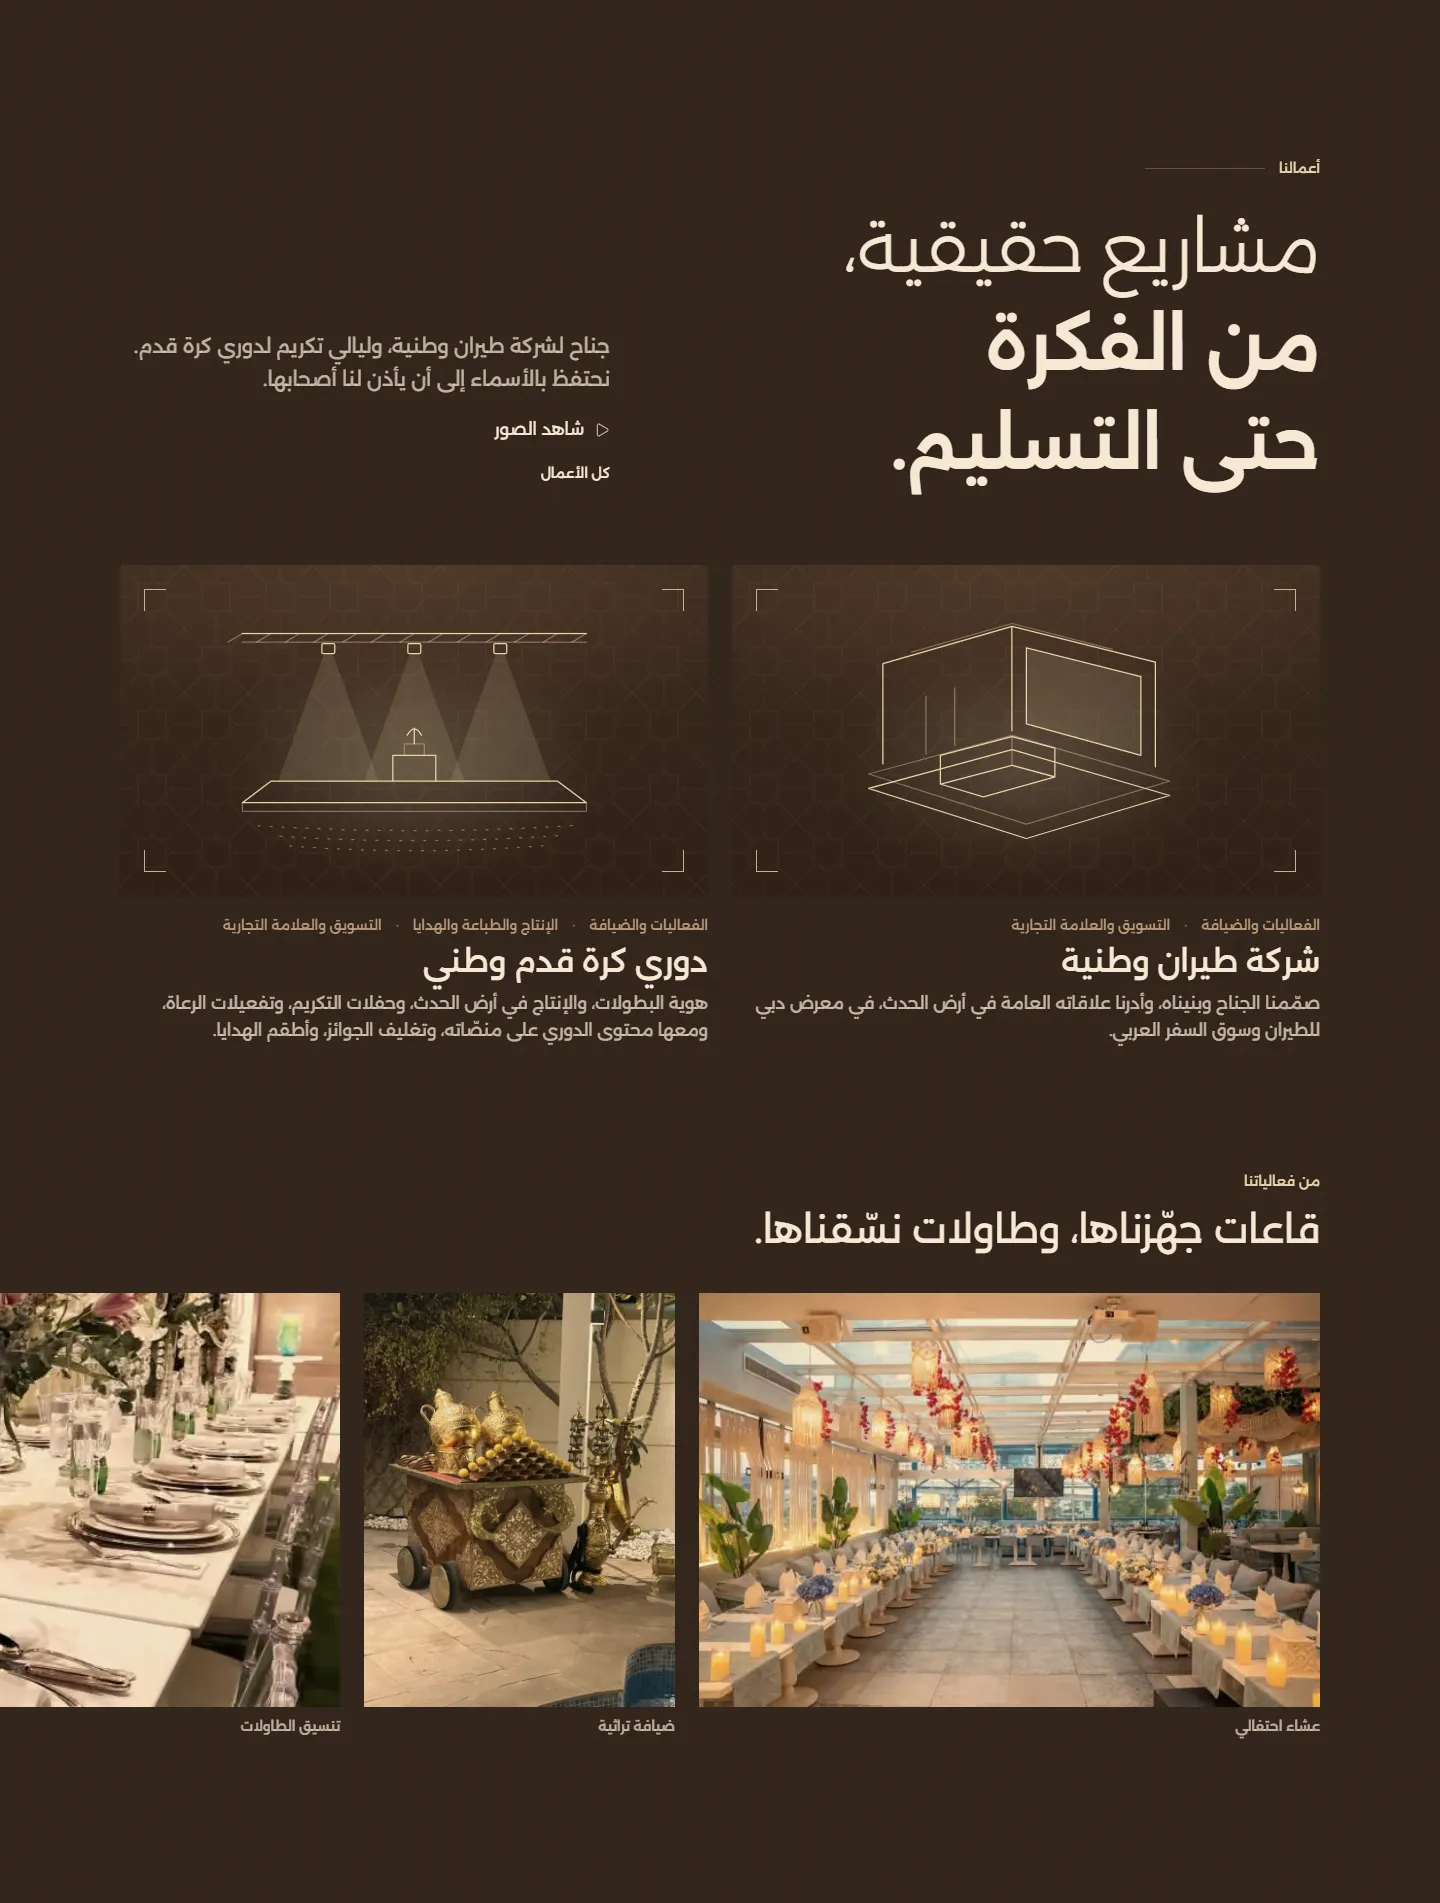 أعمالنا
مشاريع حقيقية،
من الفكرة
حتى التسليم.
جناح لشركة طيران وطنية، وليالي تكريم لدوري كرة قدم.
نحتفظ بالأسماء إلى أن يأذن لنا أصحابها.
شاهد الصور
كل الأعمال
الفعاليات والضيافة · التسويق والعلامة التجارية
شركة طيران وطنية
صمّمنا الجناح وبنيناه، وأدرنا علاقاته العامة في أرض الحدث، في معرض دبي
للطيران وسوق السفر العربي.
الفعاليات والضيافة · الإنتاج والطباعة والهدايا · التسويق والعلامة التجارية
دوري كرة قدم وطني
هوية البطولات، والإنتاج في أرض الحدث، وحفلات التكريم، وتفعيلات الرعاة،
ومعها محتوى الدوري على منصّاته، وتغليف الجوائز، وأطقم الهدايا.
من فعالياتنا
قاعات جهّزناها، وطاولات نسّقناها.
عشاء احتفالي
ضيافة تراثية
تنسيق الطاولات